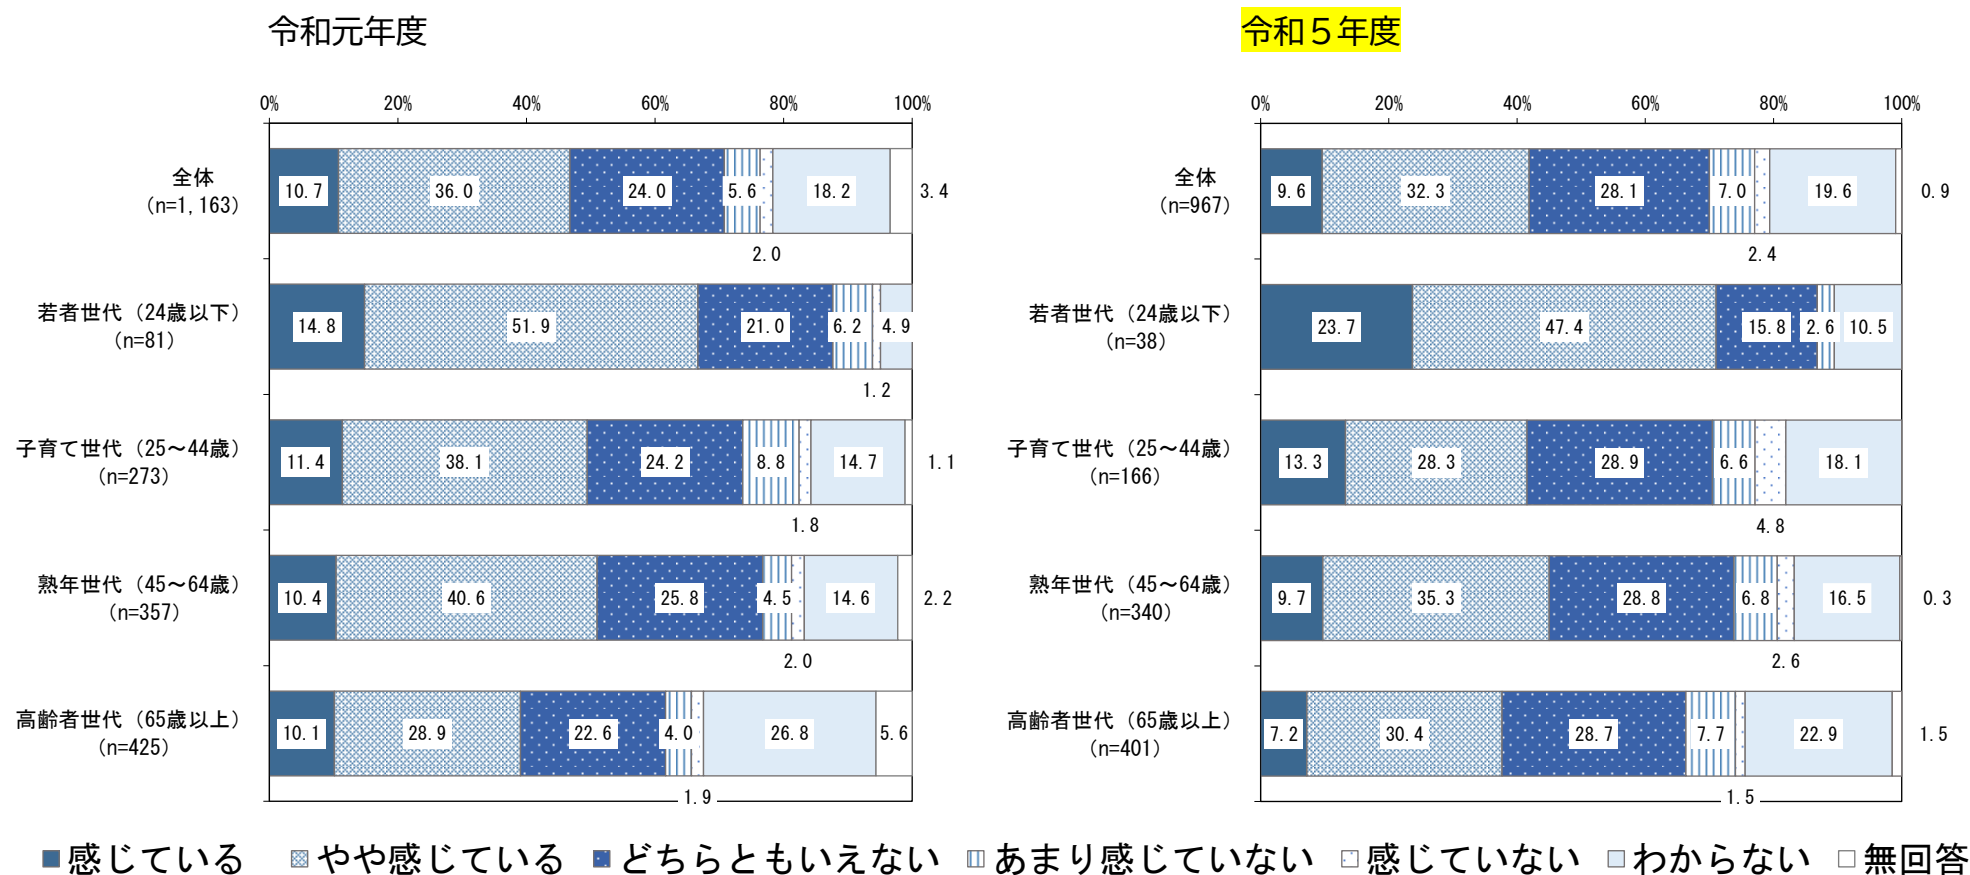 令和元年度
0% 20% 40% 60% 80% 100%
全体
(n=1,163)
10.7 36.0 24.0 5.6 18.2 3.4
2.0
若者世代（24歳以下）
(n=81)
14.8 51.9 21.0 6.2 4.9
1.2
子育て世代（25～44歳）
(n=273)
11.4 38.1 24.2 8.8 14.7 1.1
1.8
熟年世代（45～64歳）
(n=357)
10.4 40.6 25.8 4.5 14.6 2.2
2.0
高齢者世代（65歳以上）
(n=425)
10.1 28.9 22.6 4.0 26.8 5.6
1.9
令和５年度
0% 20% 40% 60% 80% 100%
全体
(n=967)
9.6 32.3 28.1 7.0 19.6 0.9
2.4
若者世代（24歳以下）
(n=38)
23.7 47.4 15.8 2.6 10.5
子育て世代（25～44歳）
(n=166)
13.3 28.3 28.9 6.6 18.1
4.8
熟年世代（45～64歳）
(n=340)
9.7 35.3 28.8 6.8 16.5 0.3
2.6
高齢者世代（65歳以上）
(n=401)
7.2 30.4 28.7 7.7 22.9 1.5
1.5
感じている やや感じている どちらともいえない あまり感じていない 感じていない わからない 無回答